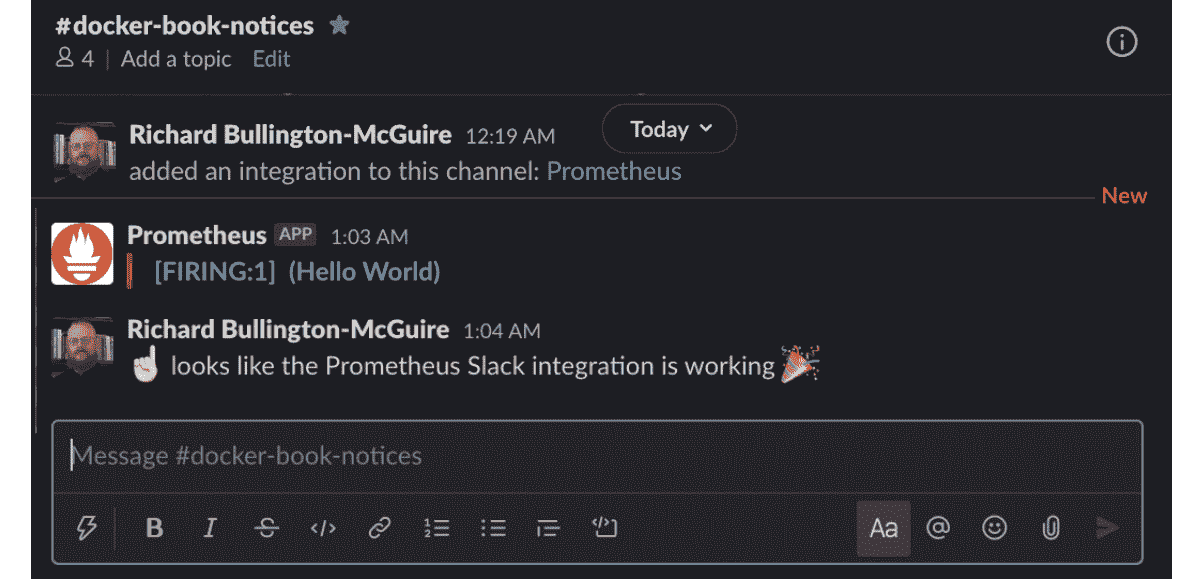 #docker-book-notices
4 | Add a topic Edit
Richard Bullington-McGuire 12:19 AM
Today
added an integration to this channel: Prometheus
New
Prometheus APP 1:03 AM
[FIRING:1] (Hello World)
Richard Bullington-McGuire 1:04 AM
☝ looks like the Prometheus Slack integration is working 🎉
Message #docker-book-notices
B I S </> Aa @